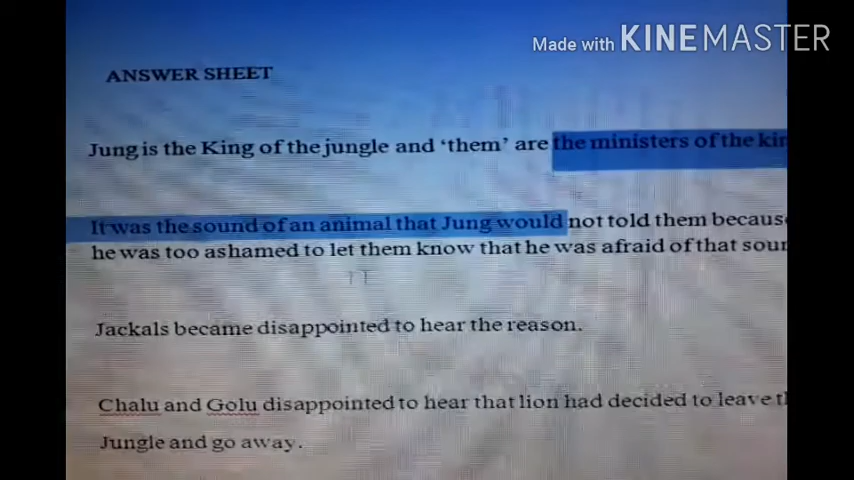 Made with KINEMASTER
ANSWER SHEET
Jung is the King of the jungle and ‘them’ are the ministers of the
It was the sound of an animal that Jung would not told them
he was too ashamed to let them know that he was afraid of that
Jackals became disappointed to hear the reason.
Chalu and Golu disappointed to hear that lion had decided to leave
Jungle and go away.